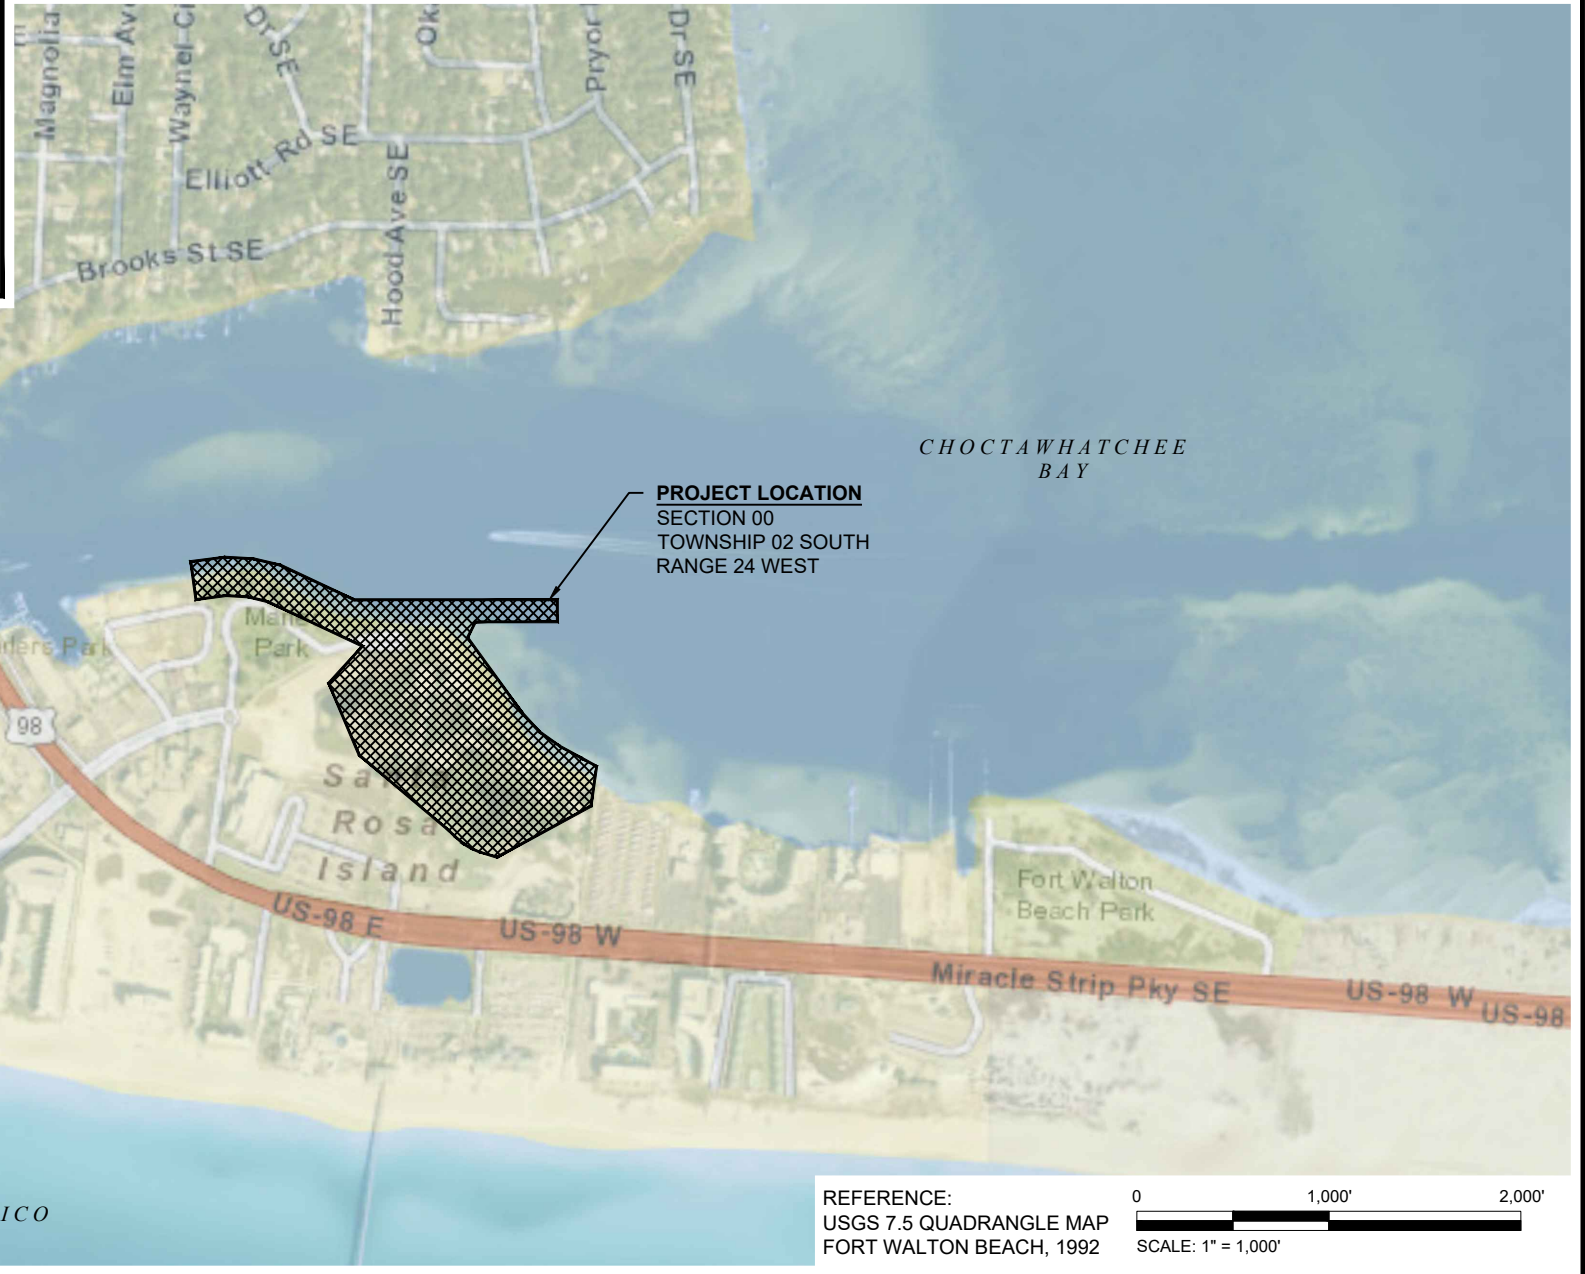 Magnolia
Elm Av
Waynel Ci
Dr SE
Ok
Pryor
Dr SE
Elliott Rd SE
Hood Ave SE
Brooks St SE
CHOCTAWHATCHEE
BAY
PROJECT LOCATION
SECTION 00
TOWNSHIP 02 SOUTH
RANGE 24 WEST
Park
Park
98
Rosa
Island
US-98 E
US-98 W
Fort Walton
Beach Park
Miracle Strip Pky SE
US-98 W
US-98
ICO
REFERENCE:
USGS 7.5 QUADRANGLE MAP
FORT WALTON BEACH, 1992
0 1,000' 2,000'
SCALE: 1" = 1,000'